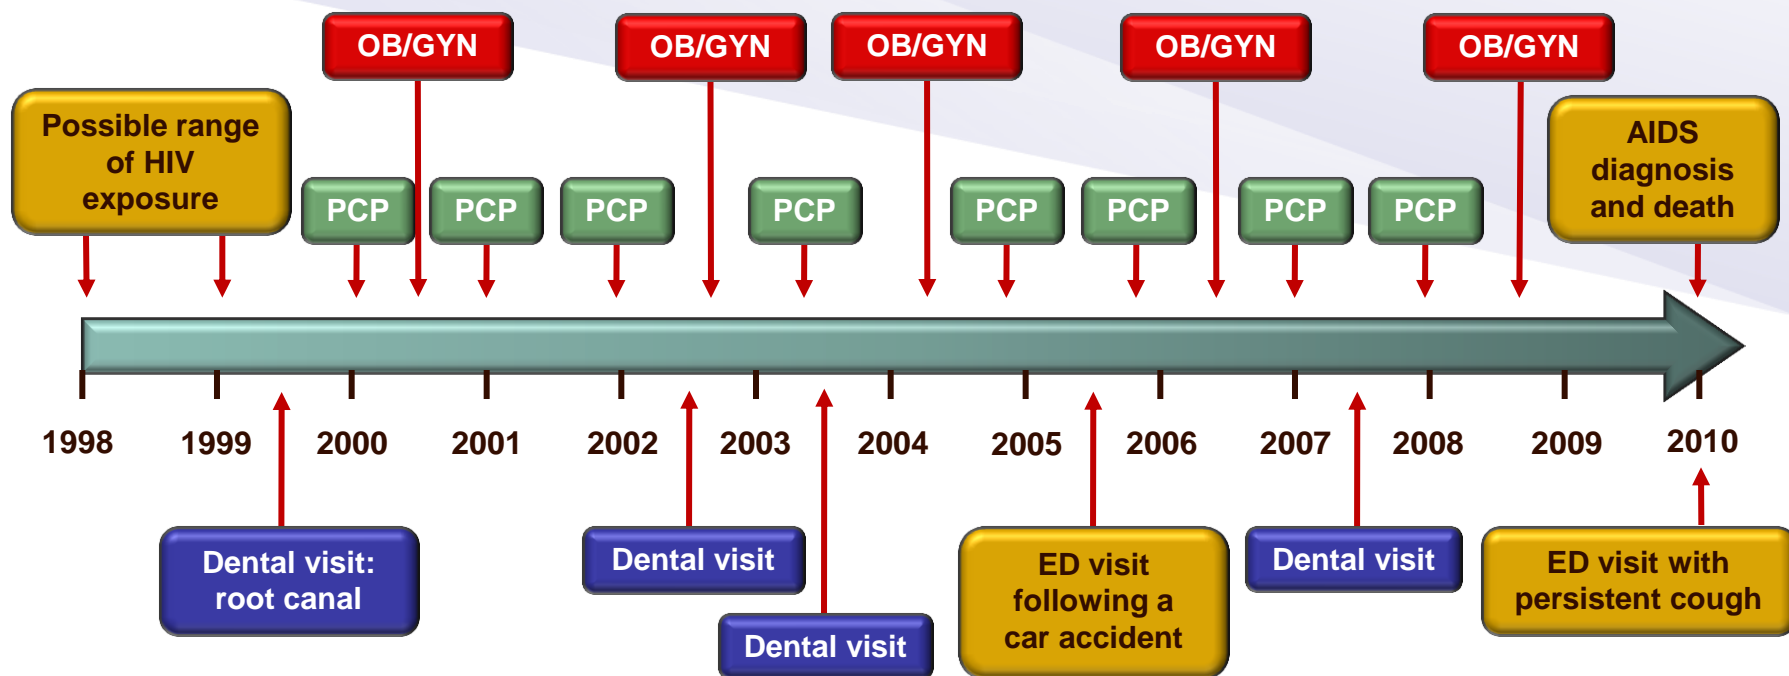 OB/GYN
OB/GYN
OB/GYN
OB/GYN
OB/GYN
Possible range
of HIV
exposure
AIDS
diagnosis
and death
PCP
PCP
PCP
PCP
PCP
PCP
PCP
PCP
1998
1999
2000
2001
2002
2003
2004
2005
2006
2007
2008
2009
2010
Dental visit:
root canal
Dental visit
Dental visit
ED visit
following a
car accident
Dental visit
ED visit with
persistent cough